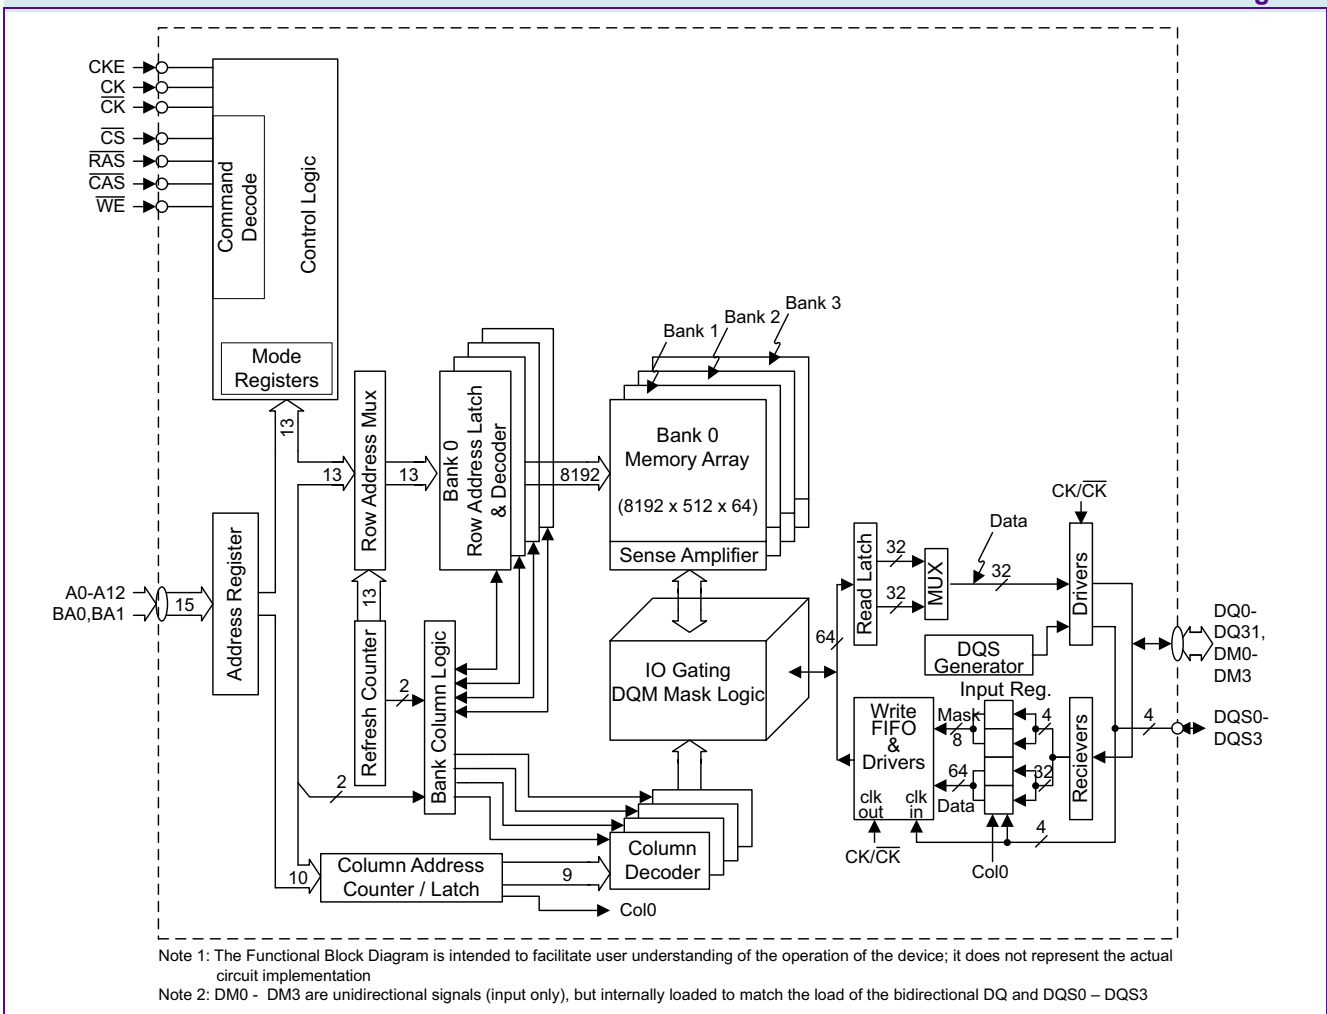 CKE
CK
C̅K̅
C̅S̅
R̅A̅S̅
C̅A̅S̅
W̅E̅
Command
Decode
Control Logic
Mode
Registers
13
Bank 1
Bank 2
Bank 3
13
Row Address Mux
13
Bank 0
Row Address Latch
& Decoder
8192
Bank 0
Memory Array
(8192 x 512 x 64)
Sense Amplifier
A0-A12
BA0,BA1
15
Address Register
13
Refresh Counter
2
2
Bank Column Logic
IO Gating
DQM Mask Logic
64
Read Latch
32
32
MUX
Data
32
CK/C̅K̅
Drivers
DQS
Generator
DQ0-
DQ31,
DM0-
DM3
Input Reg.
Write
FIFO
&
Drivers
clk
out
clk
in
Mask
8
64
Data
4
32
Recievers
4
DQS0-
DQS3
4
CK/C̅K̅
Col0
10
Column Address
Counter / Latch
9
Column
Decoder
Col0
Note 1: The Functional Block Diagram is intended to facilitate user understanding of the operation of the device; it does not represent the actual
circuit implementation
Note 2: DM0 -  DM3 are unidirectional signals (input only), but internally loaded to match the load of the bidirectional DQ and DQS0 – DQS3